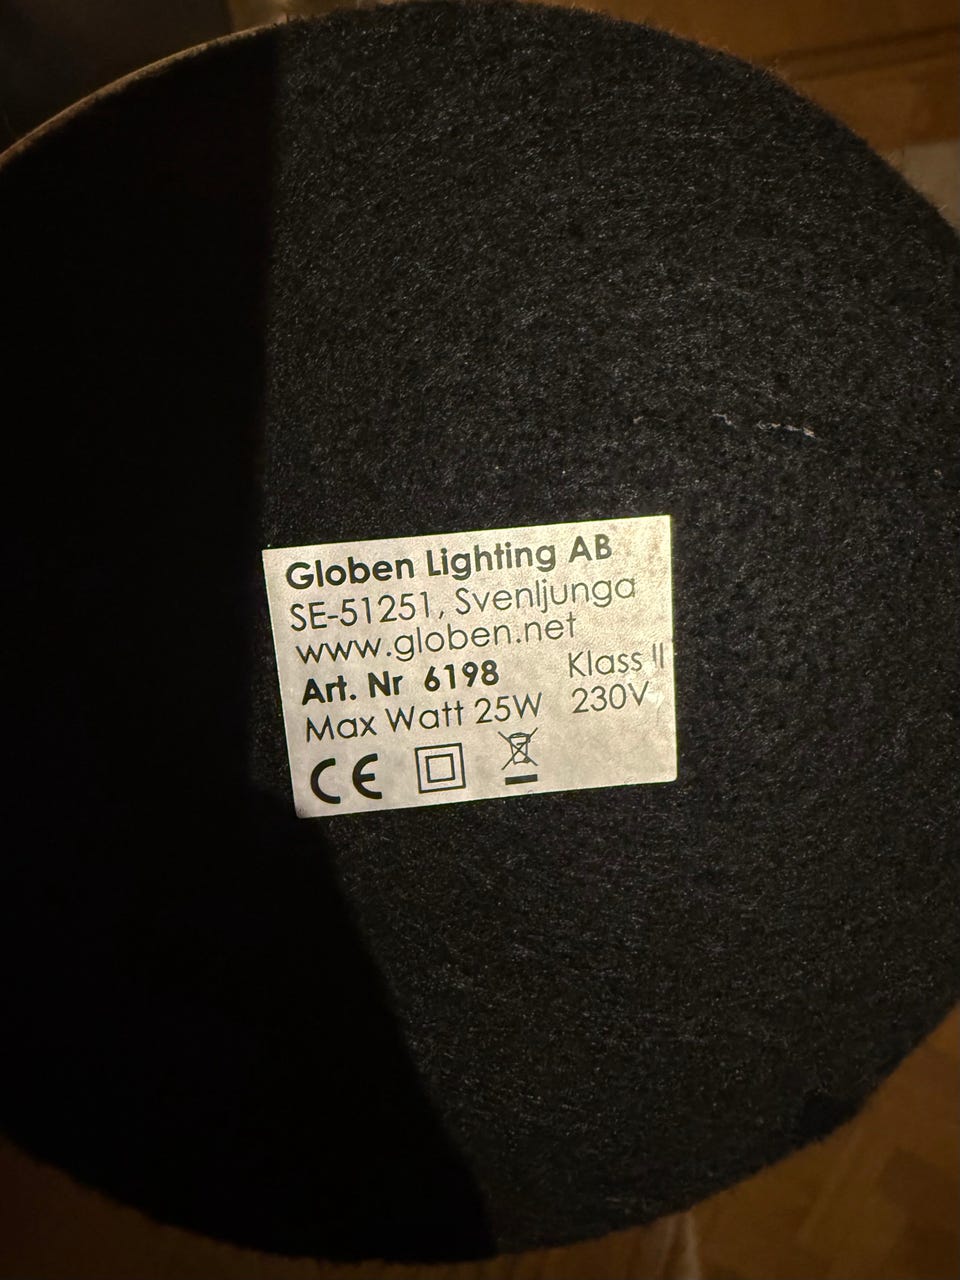 Globen Lighting AB
SE-51251, Svenljunga
www.globen.net
Art. Nr 6198 Klass II
Max Watt 25W 230V
CE